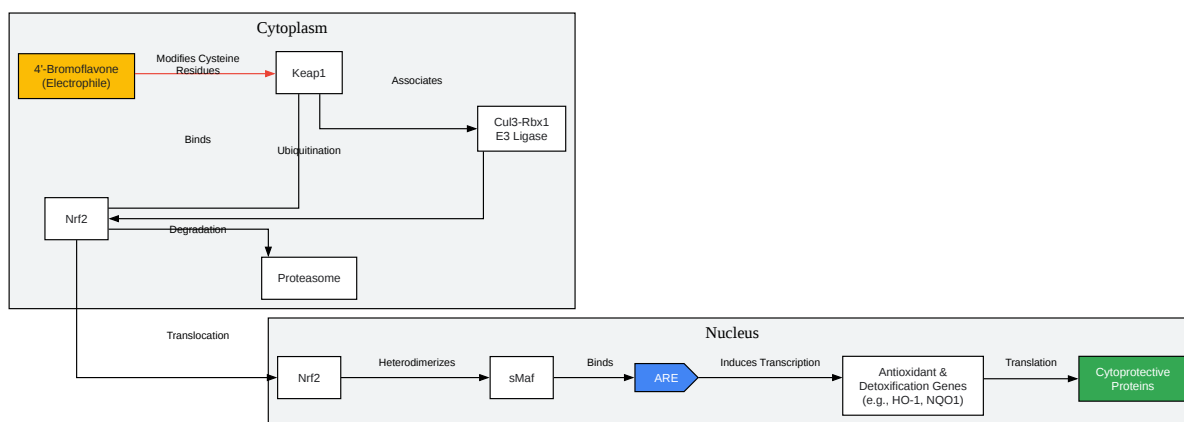 Cytoplasm
4'-Bromoflavone
(Electrophile)
Modifies Cysteine
Residues
Keap1
Associates
Cul3-Rbx1
E3 Ligase
Binds
Ubiquitination
Nrf2
Degradation
Proteasome
Translocation
Nucleus
Nrf2
Heterodimerizes
sMaf
Binds
ARE
Induces Transcription
Antioxidant &
Detoxification Genes
(e.g., HO-1, NQO1)
Translation
Cytoprotective
Proteins